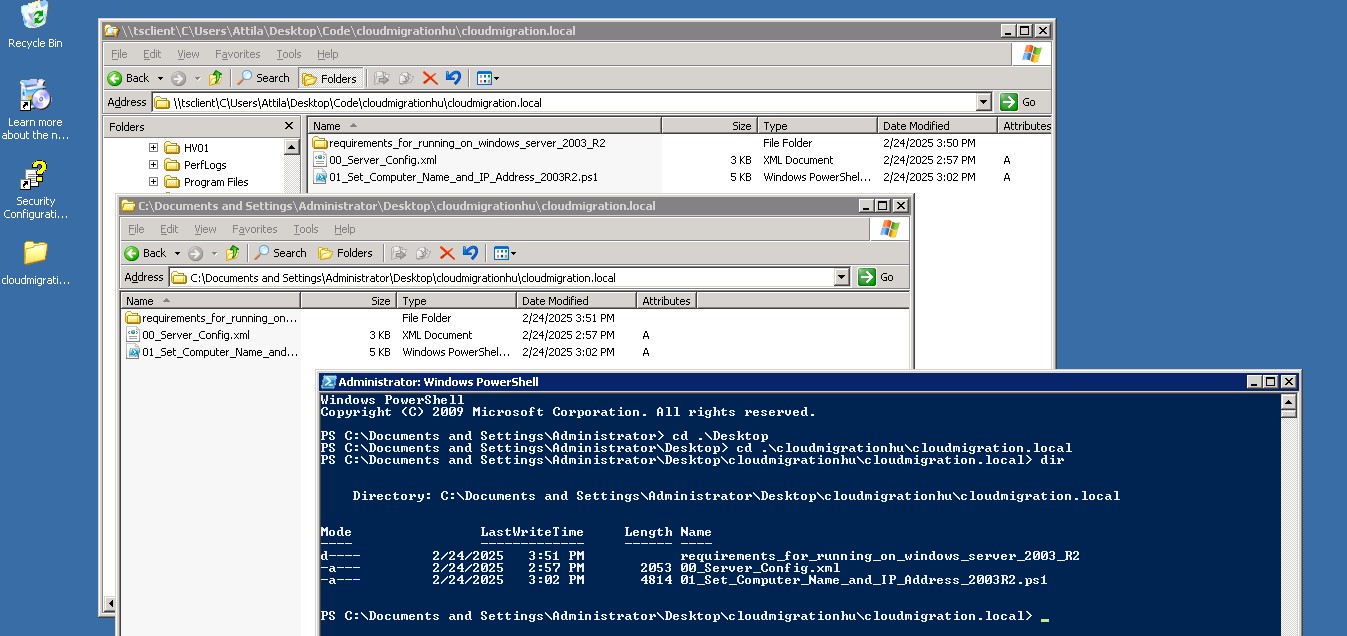 Recycle Bin
Learn more
about the n...
Security
Configurati...
cloudmigrati...
\\tsclient\C\Users\Attila\Desktop\Code\cloudmigrationhu\cloudmigration.local
File Edit View Favorites Tools Help
Back Search Folders
Address \\tsclient\C\Users\Attila\Desktop\Code\cloudmigrationhu\cloudmigration.local Go
Folders
HV01
PerfLogs
Program Files
Name Size Type Date Modified Attributes
requirements_for_running_on_windows_server_2003_R2 File Folder 2/24/2025 3:50 PM
00_Server_Config.xml 3 KB XML Document 2/24/2025 2:57 PM A
01_Set_Computer_Name_and_IP_Address_2003R2.ps1 5 KB Windows PowerShel... 2/24/2025 3:02 PM A
C:\Documents and Settings\Administrator\Desktop\cloudmigrationhu\cloudmigration.local
File Edit View Favorites Tools Help
Back Search Folders
Address C:\Documents and Settings\Administrator\Desktop\cloudmigrationhu\cloudmigration.local Go
Name Size Type Date Modified Attributes
requirements_for_running_on... File Folder 2/24/2025 3:51 PM
00_Server_Config.xml 3 KB XML Document 2/24/2025 2:57 PM A
01_Set_Computer_Name_and... 5 KB Windows PowerShel... 2/24/2025 3:02 PM A
Administrator: Windows PowerShell
Windows PowerShell
Copyright (C) 2009 Microsoft Corporation. All rights reserved.
PS C:\Documents and Settings\Administrator> cd .\Desktop
PS C:\Documents and Settings\Administrator\Desktop> cd .\cloudmigrationhu\cloudmigration.local
PS C:\Documents and Settings\Administrator\Desktop\cloudmigrationhu\cloudmigration.local> dir
Directory: C:\Documents and Settings\Administrator\Desktop\cloudmigrationhu\cloudmigration.local
Mode LastWriteTime Length Name
---- ------------- ------ ----
d---- 2/24/2025 3:51 PM requirements_for_running_on_windows_server_2003_R2
-a--- 2/24/2025 2:57 PM 2053 00_Server_Config.xml
-a--- 2/24/2025 3:02 PM 4814 01_Set_Computer_Name_and_IP_Address_2003R2.ps1
PS C:\Documents and Settings\Administrator\Desktop\cloudmigrationhu\cloudmigration.local> _